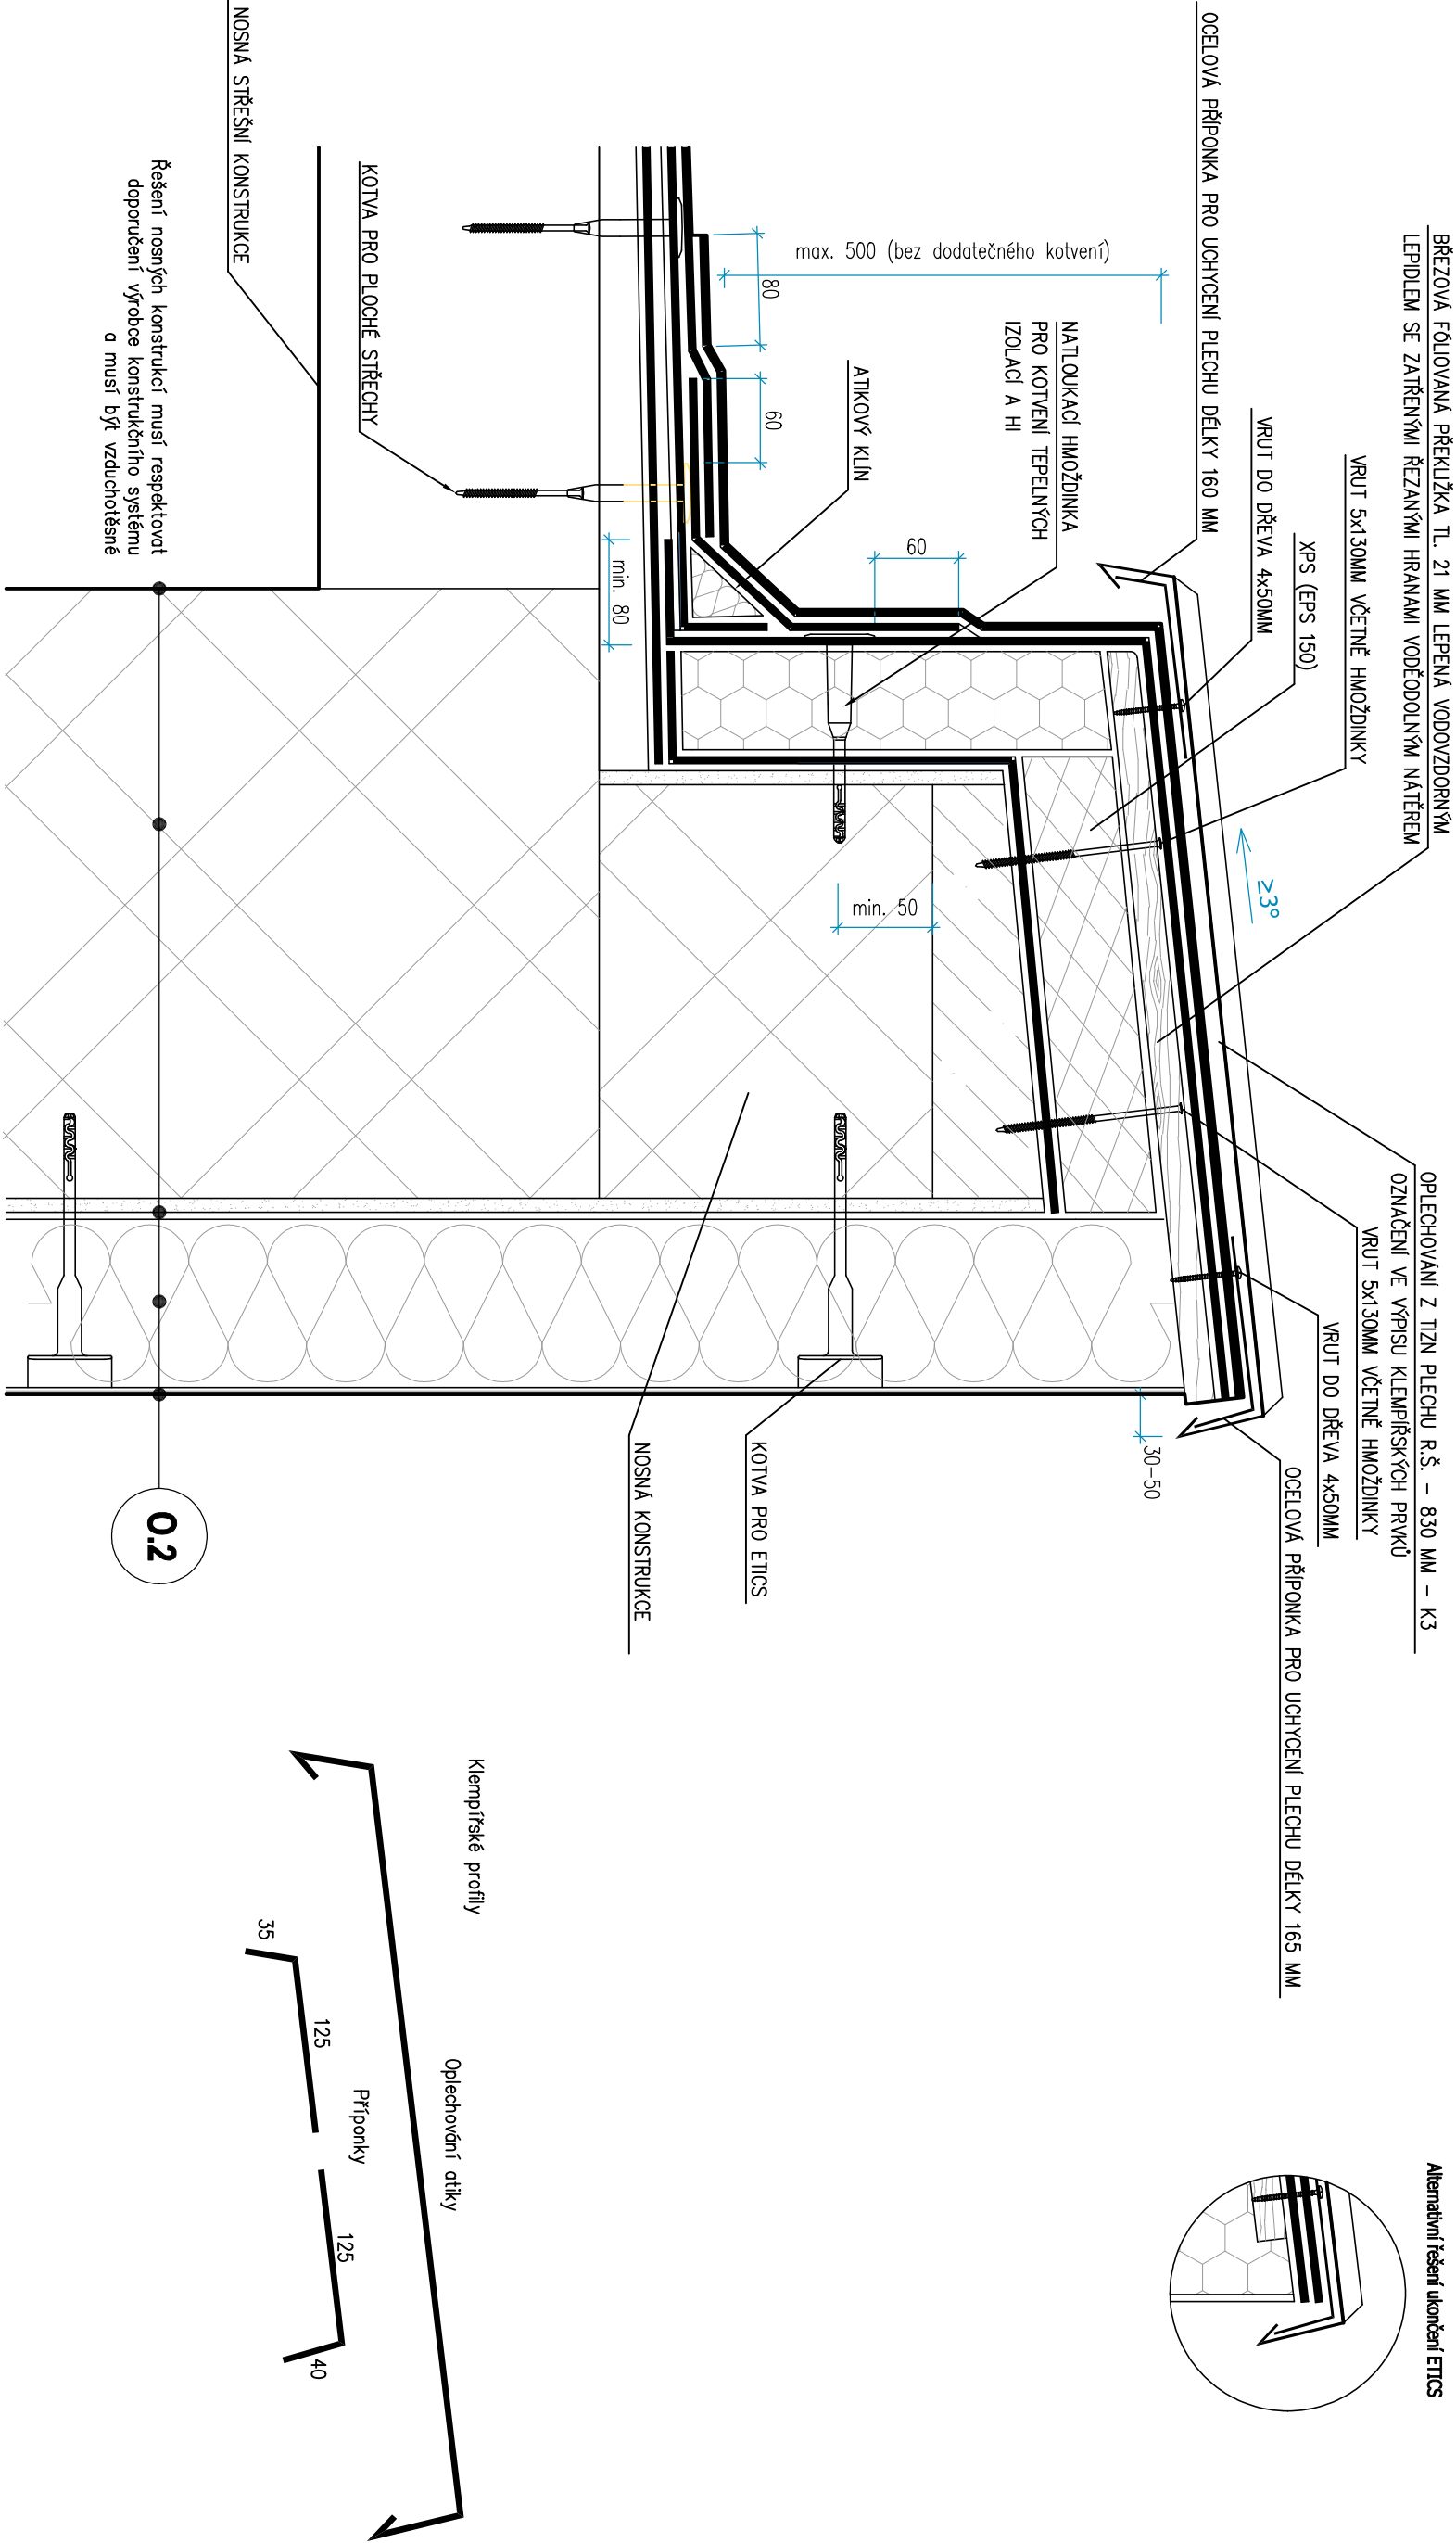 BŘEZOVÁ FÓLIOVANÁ PŘEKLIŽKA TL. 21 MM LEPENÁ VODOVZDORNÝM
LEPIDLEM SE ZATŘENÝMI ŘEZANÝMI HRANAMI VODĚODOLNÝM NÁTĚREM
VRUT 5x130MM VČETNĚ HMOŽDINKY
XPS (EPS 150)
VRUT DO DŘEVA 4x50MM
OCELOVÁ PŘÍPONKA PRO UCHYCENÍ PLECHU DÉLKY 160 MM
OPLECHOVÁNÍ Z TIZN PLECHU R.Š. - 830 MM - K3
OZNAČENÍ VE VÝPISU KLEMPÍŘSKÝCH PRVKŮ
VRUT 5x130MM VČETNĚ HMOŽDINKY
VRUT DO DŘEVA 4x50MM
OCELOVÁ PŘÍPONKA PRO UCHYCENÍ PLECHU DÉLKY 165 MM
Alternativní řešení ukončení ETICS
≥3°
30-50
max. 500 (bez dodatečného kotvení)
NATLOUKACÍ HMOŽDINKA
PRO KOTVENÍ TEPELNÝCH
IZOLACÍ A HI
60
ATIKOVÝ KLÍN
80
60
min. 80
min. 50
KOTVA PRO PLOCHÉ STŘECHY
NOSNÁ STŘEŠNÍ KONSTRUKCE
KOTVA PRO ETICS
NOSNÁ KONSTRUKCE
Řešení nosných konstrukcí musí respektovat
doporučení výrobce konstrukčního systému
a musí být vzduchotěsné
O.2
Klempířské profily
Oplechování atiky
Příponky
35
125
125
40